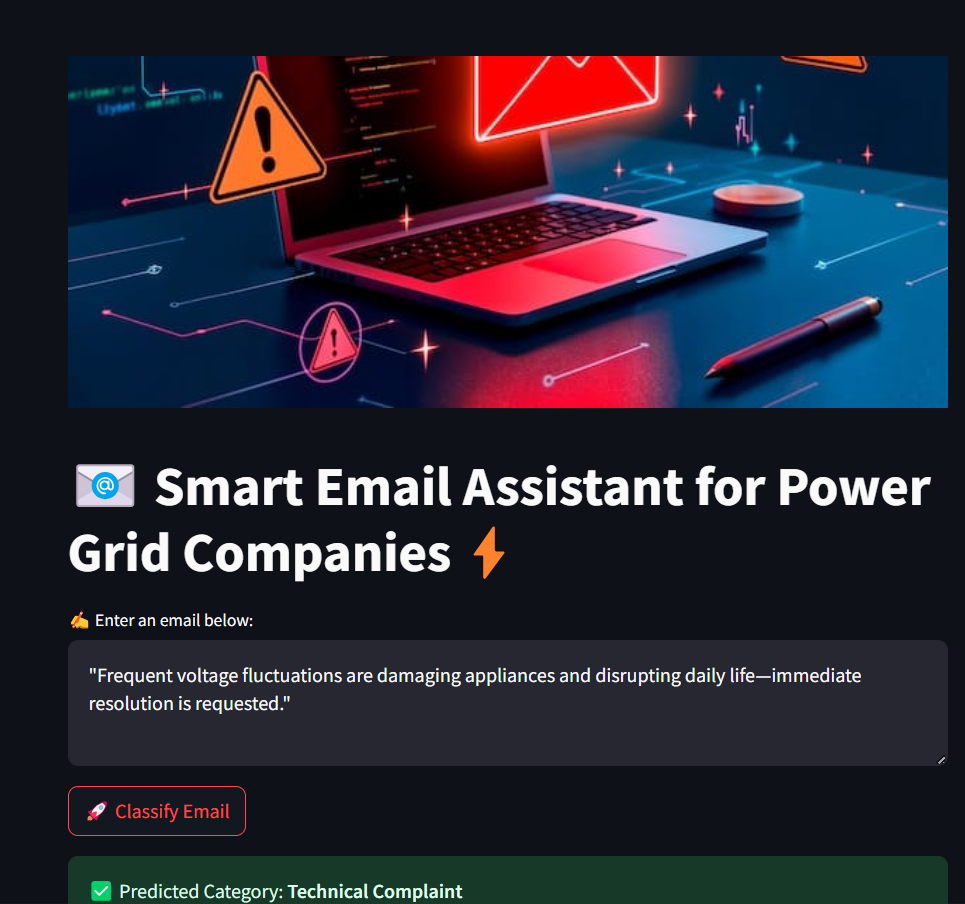 📧 Smart Email Assistant for Power
Grid Companies ⚡
✍️ Enter an email below:
"Frequent voltage fluctuations are damaging appliances and disrupting daily life—immediate
resolution is requested."
🚀 Classify Email
✅ Predicted Category: Technical Complaint